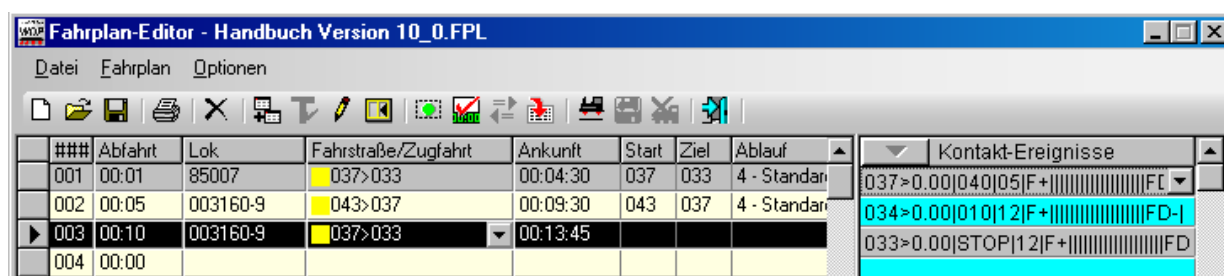 Fahrplan-Editor - Handbuch Version 10_0.FPL
Datei Fahrplan Optionen
### Abfahrt Lok Fahrstraße/Zugfahrt Ankunft Start Ziel Ablauf Kontakt-Ereignisse
001 00:01 85007 037>033 00:04:30 037 033 4 - Standard 037>0.00|040|05|F+||||||||||||||||||F
002 00:05 003160-9 043>037 00:09:30 043 037 4 - Standard 034>0.00|010|12|F+||||||||||||||||||FD-|
003 00:10 003160-9 037>033 00:13:45 033>0.00|STOP|12|F+||||||||||||||||||FD
004 00:00